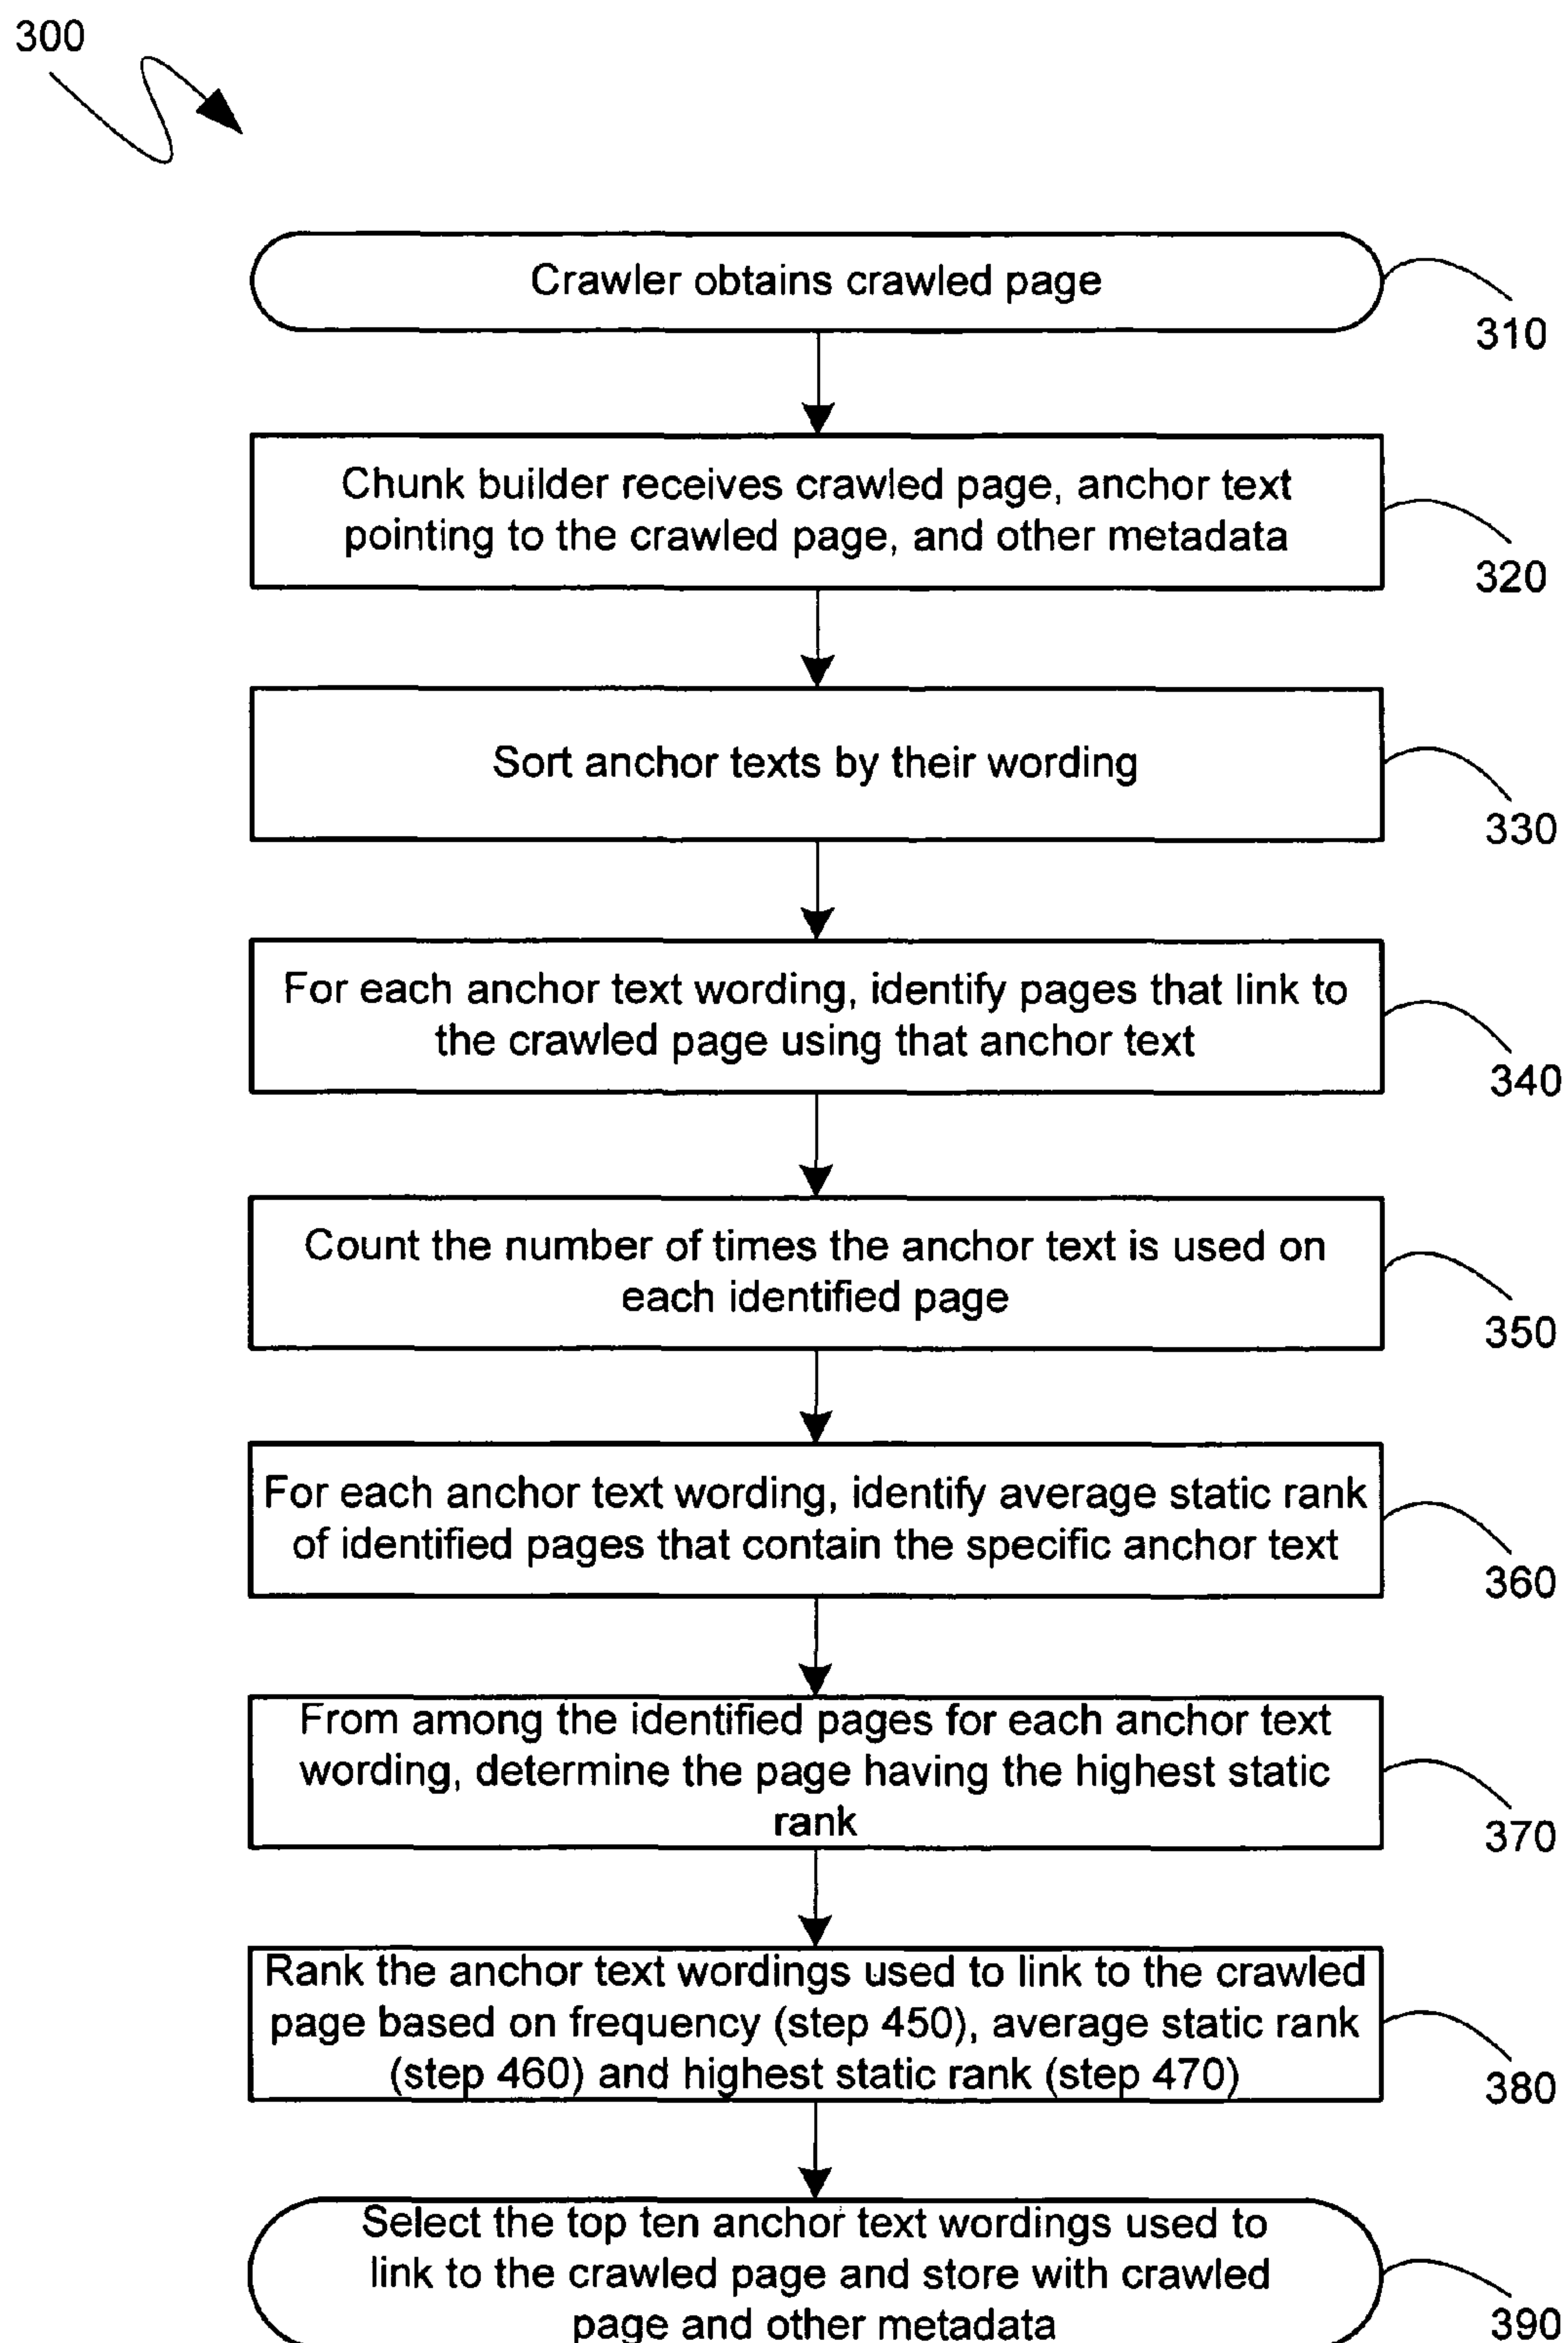 300
Crawler obtains crawled page
310
Chunk builder receives crawled page, anchor text
pointing to the crawled page, and other metadata
320
Sort anchor texts by their wording
330
For each anchor text wording, identify pages that link to
the crawled page using that anchor text
340
Count the number of times the anchor text is used on
each identified page
350
For each anchor text wording, identify average static rank
of identified pages that contain the specific anchor text
360
From among the identified pages for each anchor text
wording, determine the page having the highest static
rank
370
Rank the anchor text wordings used to link to the crawled
page based on frequency (step 450), average static rank
(step 460) and highest static rank (step 470)
380
Select the top ten anchor text wordings used to
link to the crawled page and store with crawled
page and other metadata
390